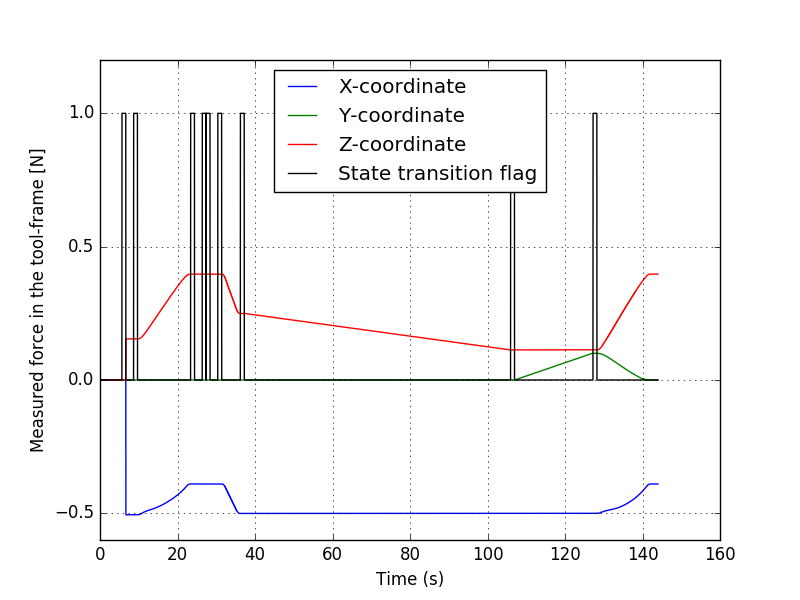 X-coordinate
Y-coordinate
Z-coordinate
State transition flag
1.0
0.5
0.0
−0.5
Measured force in the tool-frame [N]
0 20 40 60 80 100 120 140 160
Time (s)